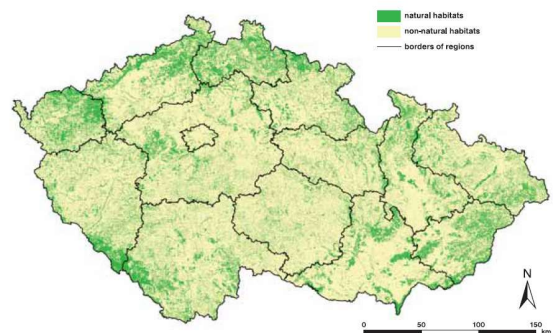 natural habitats
non-natural habitats
borders of regions
N
0 50 100 150
km